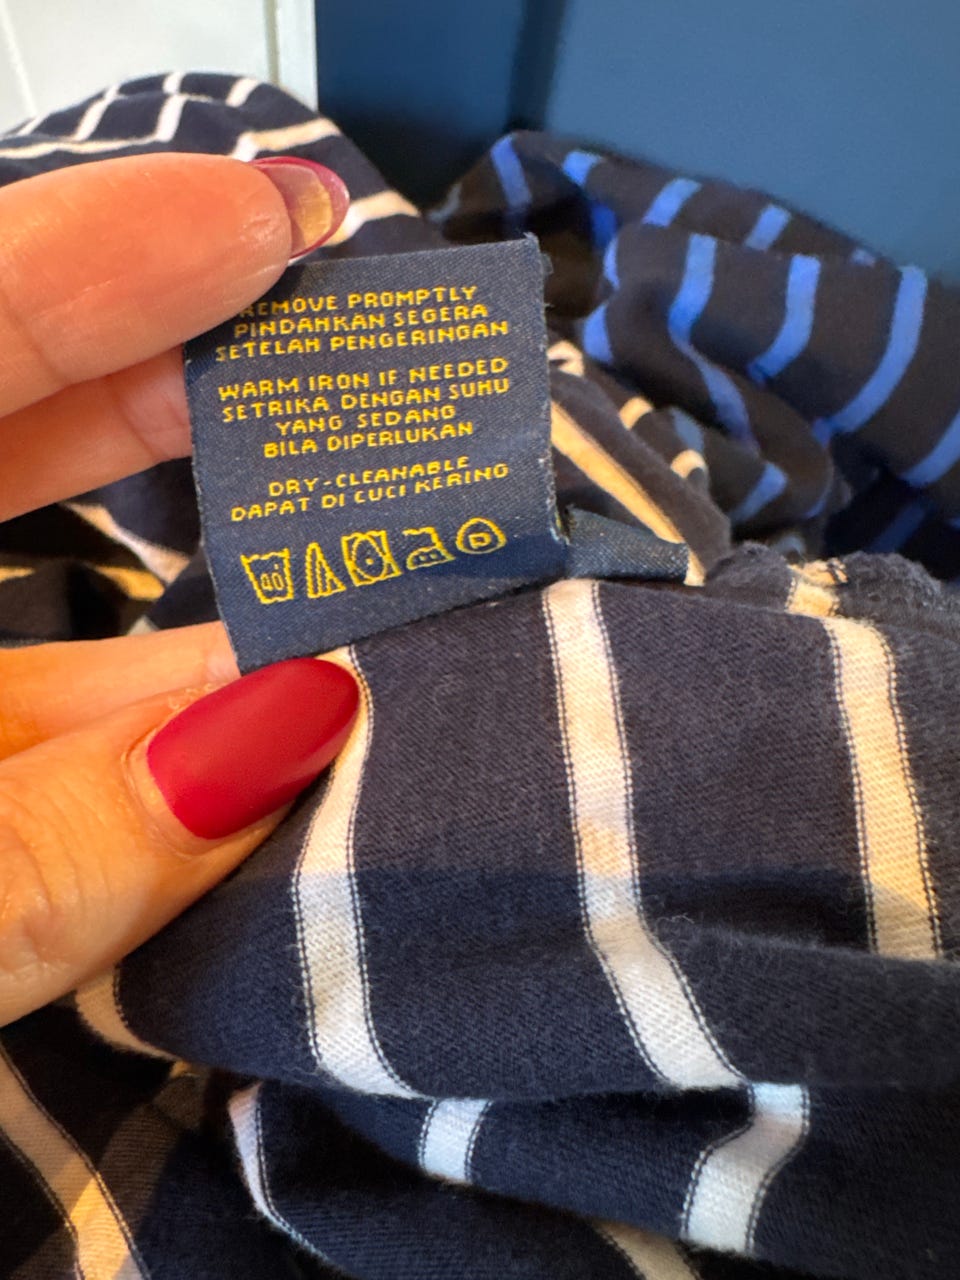 REMOVE PROMPTLY
PINDAHKAN SEGERA
SETELAH PENGERINGAN
WARM IRON IF NEEDED
SETRIKA DENGAN SUHU
YANG SEDANG
BILA DIPERLUKAN
DRY-CLEANABLE
DAPAT DI CUCI KERING
40 P